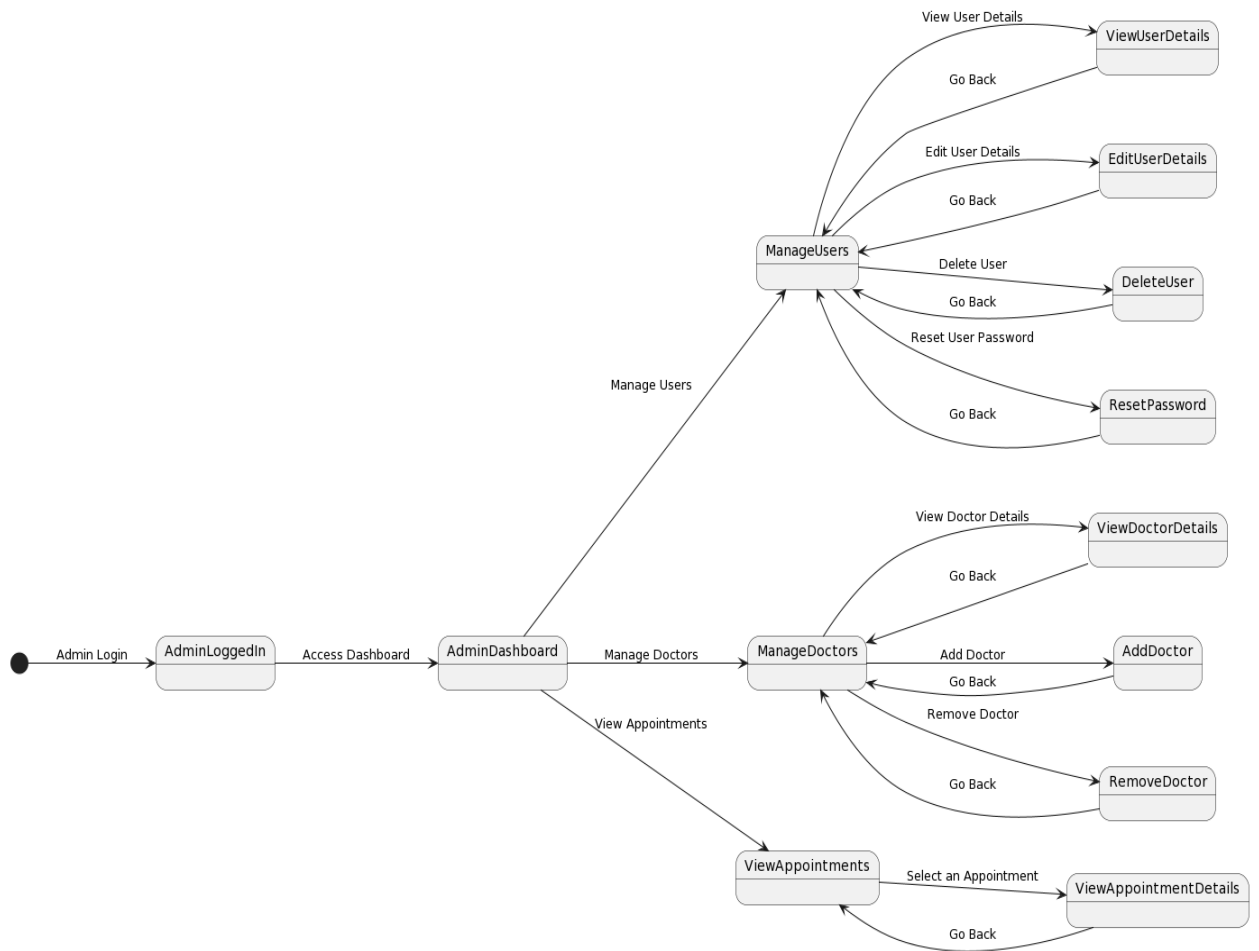 View User Details
ViewUserDetails
Go Back
Edit User Details
EditUserDetails
Go Back
ManageUsers
Delete User
DeleteUser
Go Back
Reset User Password
Manage Users
ResetPassword
Go Back
View Doctor Details
ViewDoctorDetails
Go Back
Admin Login
AdminLoggedIn
Access Dashboard
AdminDashboard
Manage Doctors
ManageDoctors
Add Doctor
AddDoctor
Go Back
View Appointments
Remove Doctor
RemoveDoctor
Go Back
ViewAppointments
Select an Appointment
ViewAppointmentDetails
Go Back